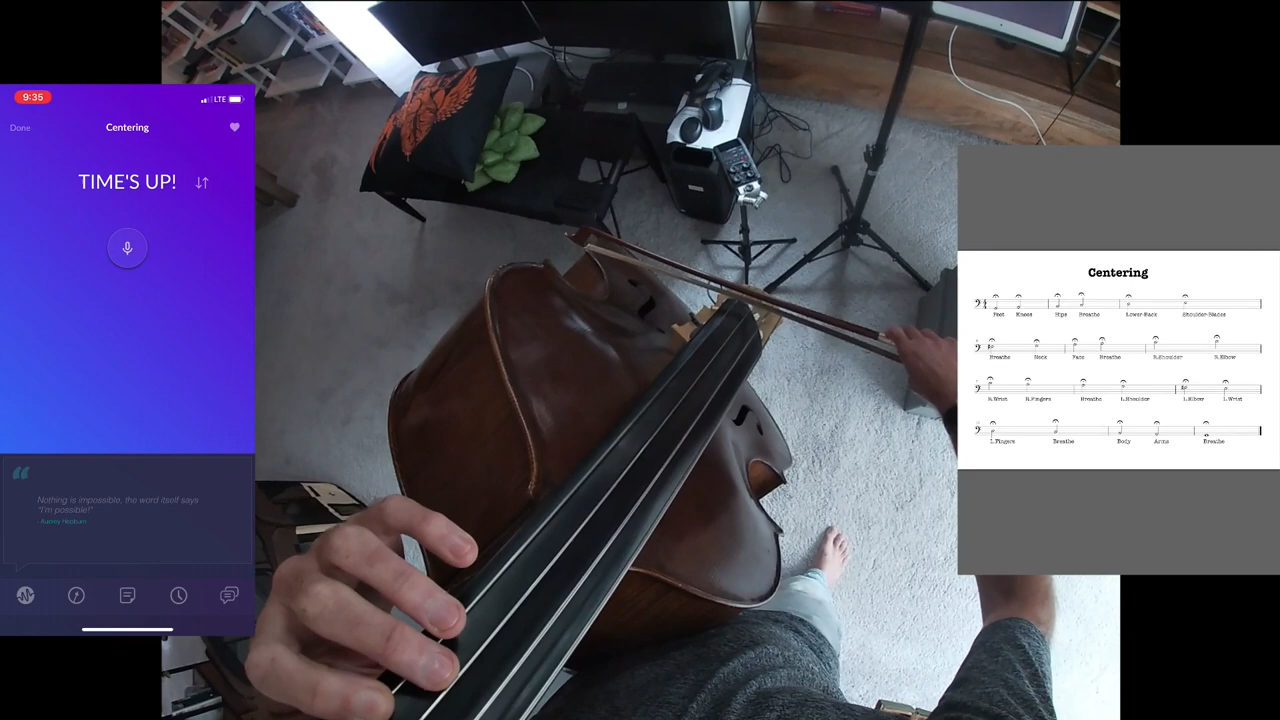 9:35
LTE
Done
Centering
TIME'S UP!
Nothing is impossible, the word itself says
"I'm possible!"
- Audrey Hepburn
Centering
Feet Knees Hips Breathe Lower-Back Shoulder-Blades
Breathe Neck Face Breathe R.Shoulder R.Elbow
R.Wrist R.Fingers Breathe L.Shoulder L.Elbow L.Wrist
L.Fingers Breathe Body Arms Breathe